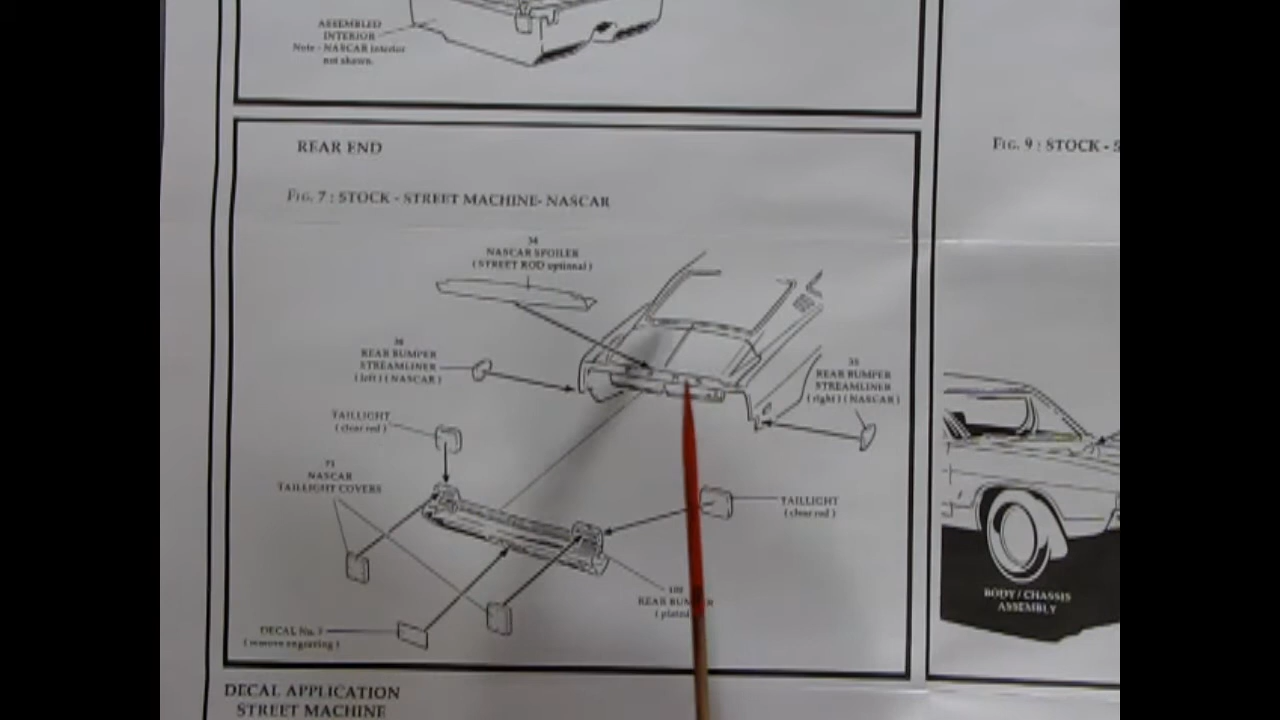 ASSEMBLED
INTERIOR
Note - NASCAR interior
not shown.
REAR END
FIG. 7 : STOCK - STREET MACHINE- NASCAR
34
NASCAR SPOILER
( STREET ROD optional )
REAR BUMPER
STREAMLINER
( left ) ( NASCAR )
35
REAR BUMPER
STREAMLINER
( right ) ( NASCAR )
TAILLIGHT
( clear red )
NASCAR
TAILLIGHT COVERS
TAILLIGHT
( clear red )
REAR
( plated
DECAL No.
( remove engraving )
DECAL APPLICATION
STREET MACHINE
FIG. 9 : STOCK - S
BODY / CHASSIS
ASSEMBLY